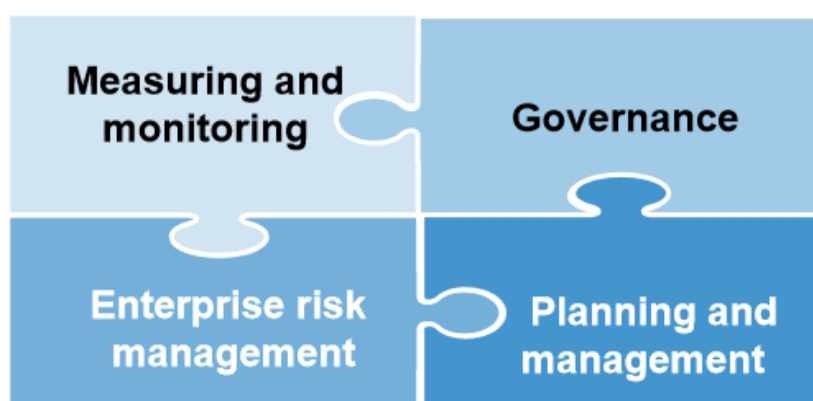 Measuring and
monitoring
Governance
Enterprise risk
management
Planning and
management